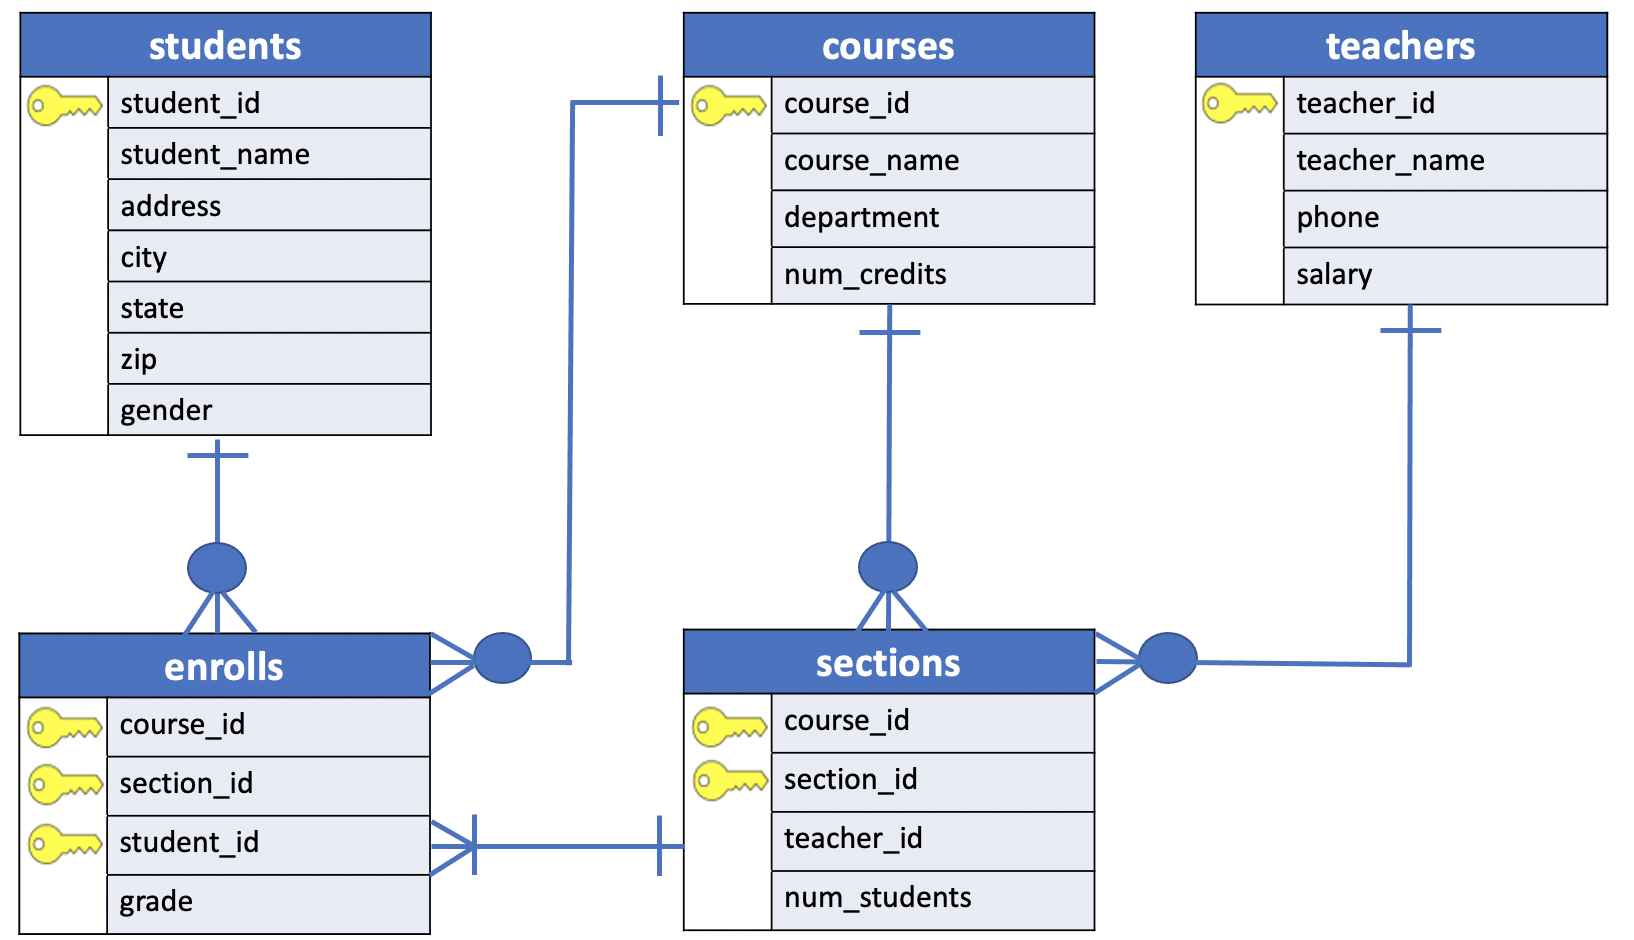 students
student_id
student_name
address
city
state
zip
gender
courses
course_id
course_name
department
num_credits
teachers
teacher_id
teacher_name
phone
salary
enrolls
course_id
section_id
student_id
grade
sections
course_id
section_id
teacher_id
num_students